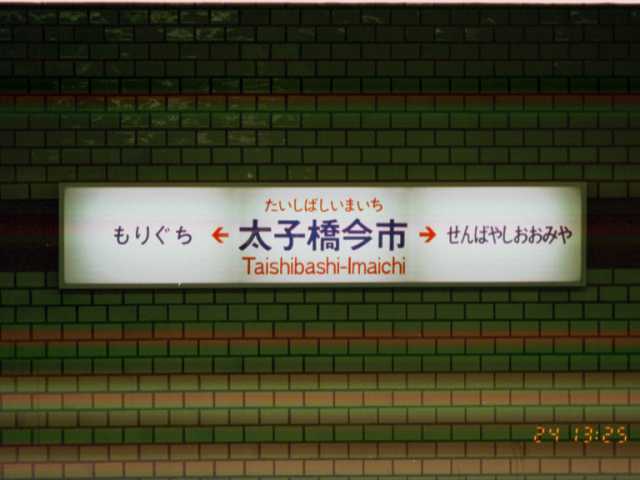 たいしばしいまいち
もりぐち ← 太子橋今市 → せんばやしおおみや
Taishibashi-Imaichi
24 13:25